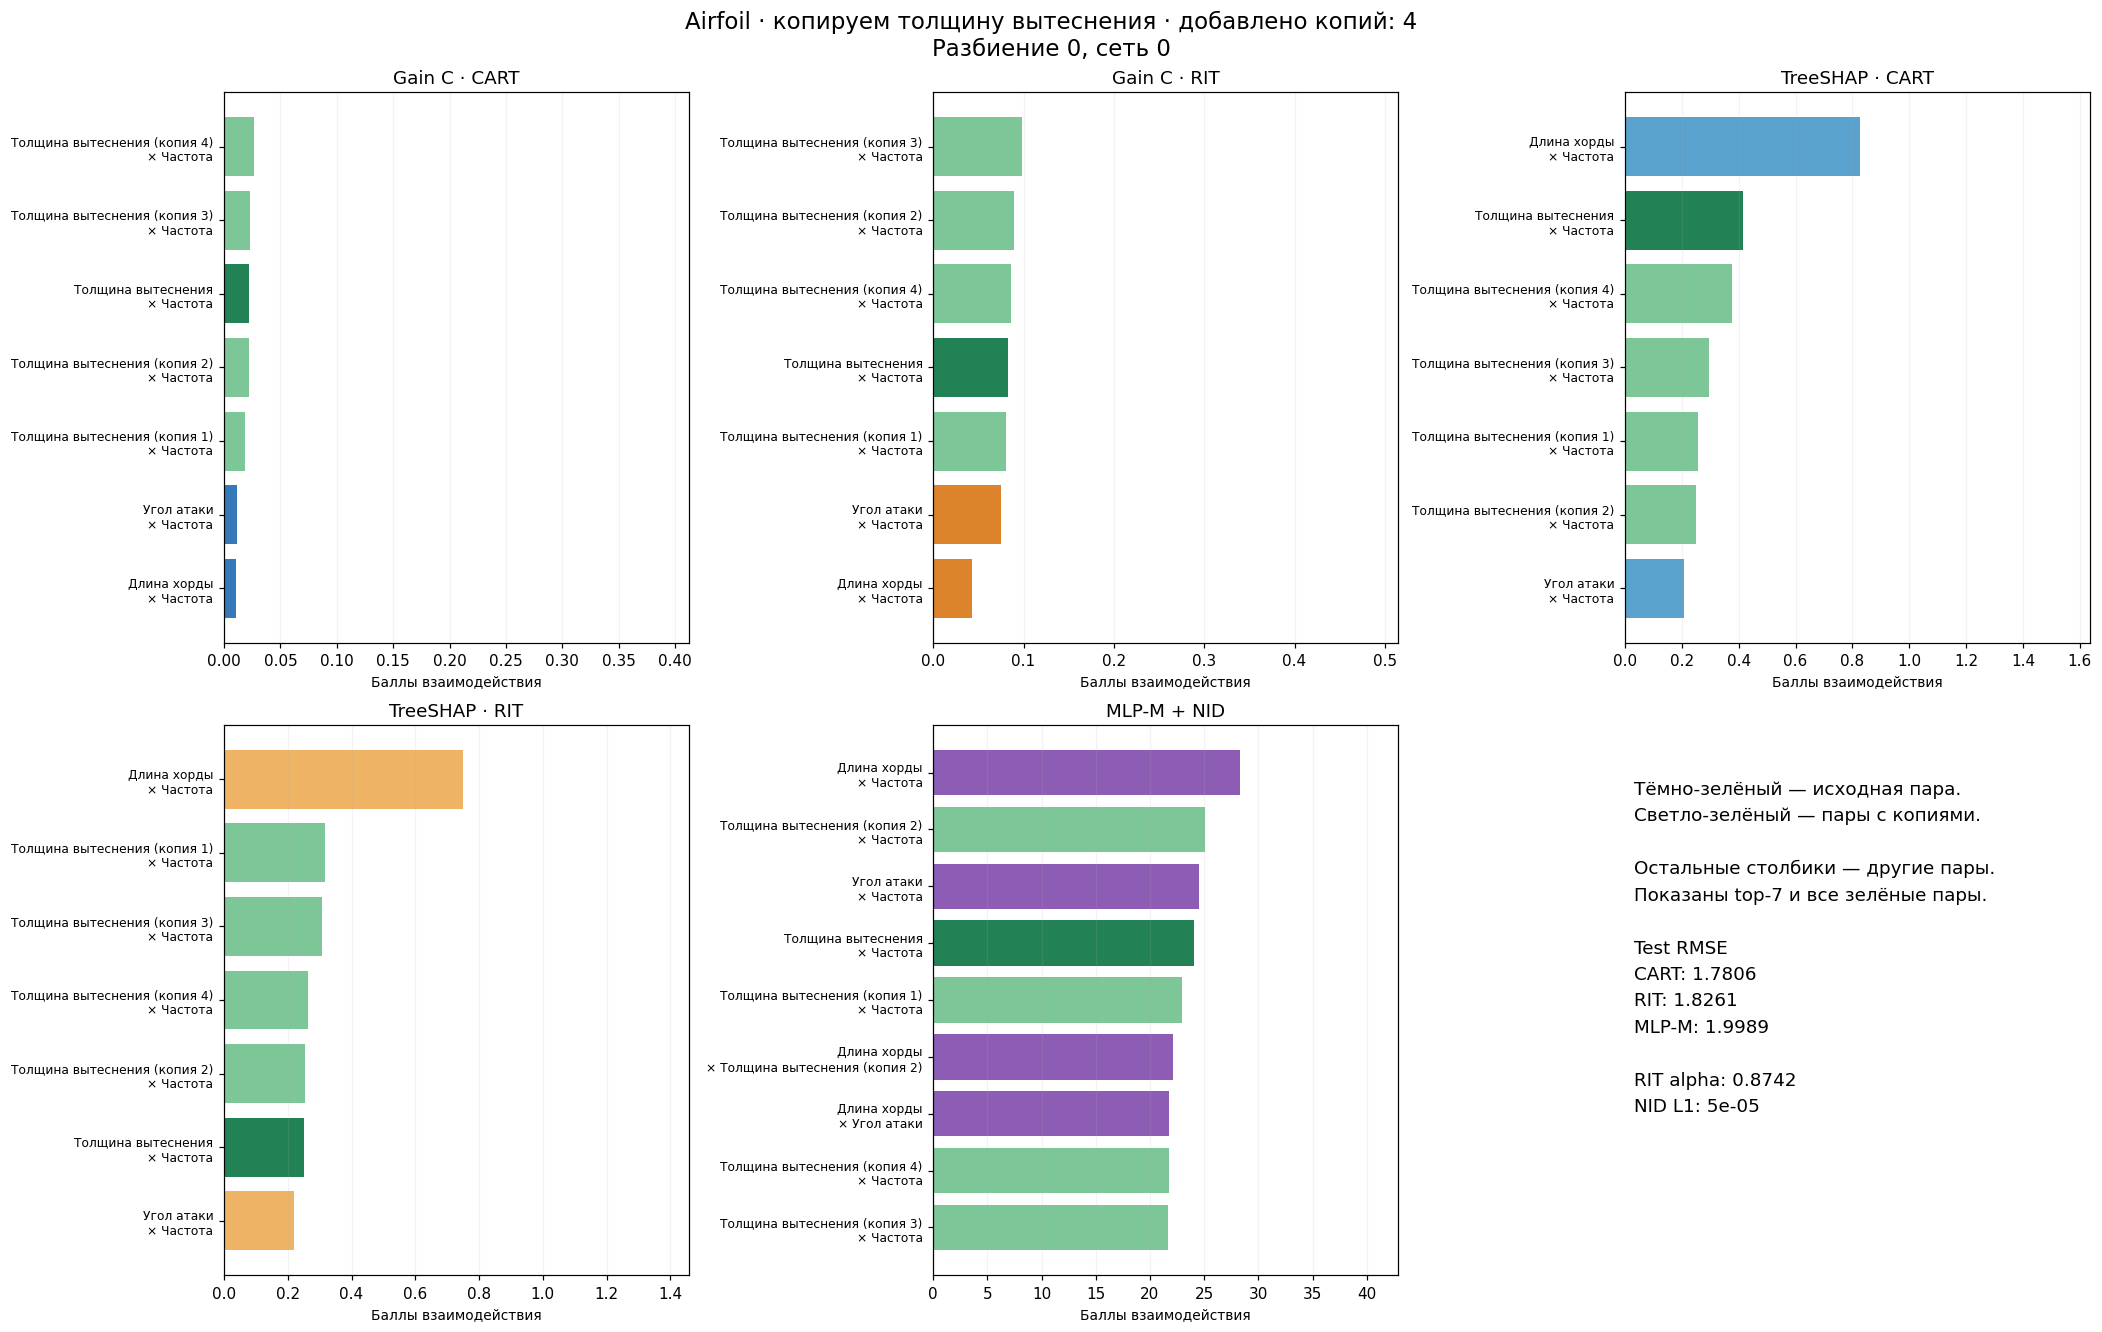 Airfoil · копируем толщину вытеснения · добавлено копий: 4
Разбиение 0, сеть 0
Gain C · CART
Толщина вытеснения (копия 4)
× Частота
Толщина вытеснения (копия 3)
× Частота
Толщина вытеснения
× Частота
Толщина вытеснения (копия 2)
× Частота
Толщина вытеснения (копия 1)
× Частота
Угол атаки
× Частота
Длина хорды
× Частота
0.00 0.05 0.10 0.15 0.20 0.25 0.30 0.35 0.40
Баллы взаимодействия
Gain C · RIT
Толщина вытеснения (копия 3)
× Частота
Толщина вытеснения (копия 2)
× Частота
Толщина вытеснения (копия 4)
× Частота
Толщина вытеснения
× Частота
Толщина вытеснения (копия 1)
× Частота
Угол атаки
× Частота
Длина хорды
× Частота
0.0 0.1 0.2 0.3 0.4 0.5
Баллы взаимодействия
TreeSHAP · CART
Длина хорды
× Частота
Толщина вытеснения
× Частота
Толщина вытеснения (копия 4)
× Частота
Толщина вытеснения (копия 3)
× Частота
Толщина вытеснения (копия 1)
× Частота
Толщина вытеснения (копия 2)
× Частота
Угол атаки
× Частота
0.0 0.2 0.4 0.6 0.8 1.0 1.2 1.4 1.6
Баллы взаимодействия
TreeSHAP · RIT
Длина хорды
× Частота
Толщина вытеснения (копия 1)
× Частота
Толщина вытеснения (копия 3)
× Частота
Толщина вытеснения (копия 4)
× Частота
Толщина вытеснения (копия 2)
× Частота
Толщина вытеснения
× Частота
Угол атаки
× Частота
0.0 0.2 0.4 0.6 0.8 1.0 1.2 1.4
Баллы взаимодействия
MLP-M + NID
Длина хорды
× Частота
Толщина вытеснения (копия 2)
× Частота
Угол атаки
× Частота
Толщина вытеснения
× Частота
Толщина вытеснения (копия 1)
× Частота
Длина хорды
× Толщина вытеснения (копия 2)
Длина хорды
× Угол атаки
Толщина вытеснения (копия 4)
× Частота
Толщина вытеснения (копия 3)
× Частота
0 5 10 15 20 25 30 35 40
Баллы взаимодействия
Тёмно-зелёный — исходная пара.
Светло-зелёный — пары с копиями.
Остальные столбики — другие пары.
Показаны top-7 и все зелёные пары.
Test RMSE
CART: 1.7806
RIT: 1.8261
MLP-M: 1.9989
RIT alpha: 0.8742
NID L1: 5e-05